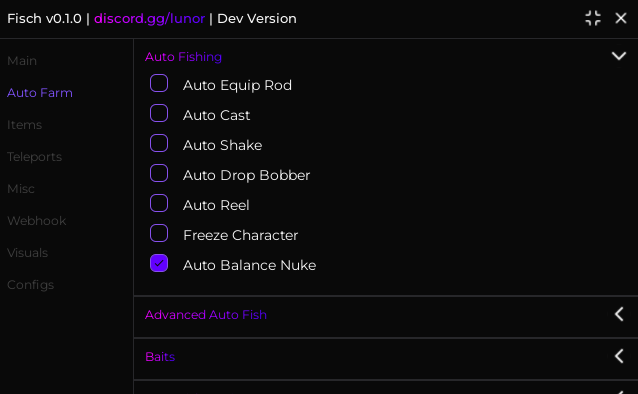 Fisch v0.1.0 | discord.gg/lunor | Dev Version
Main
Auto Farm
Items
Teleports
Misc
Webhook
Visuals
Configs
Auto Fishing
Auto Equip Rod
Auto Cast
Auto Shake
Auto Drop Bobber
Auto Reel
Freeze Character
Auto Balance Nuke
Advanced Auto Fish
Baits